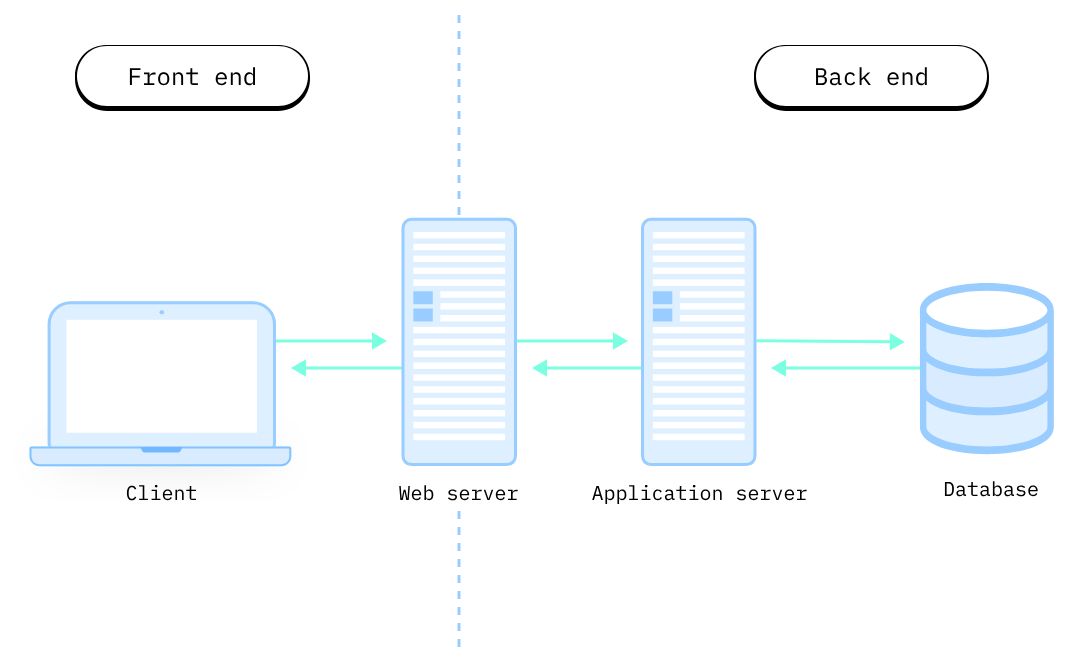 Front end
Back end
Client
Web server
Application server
Database